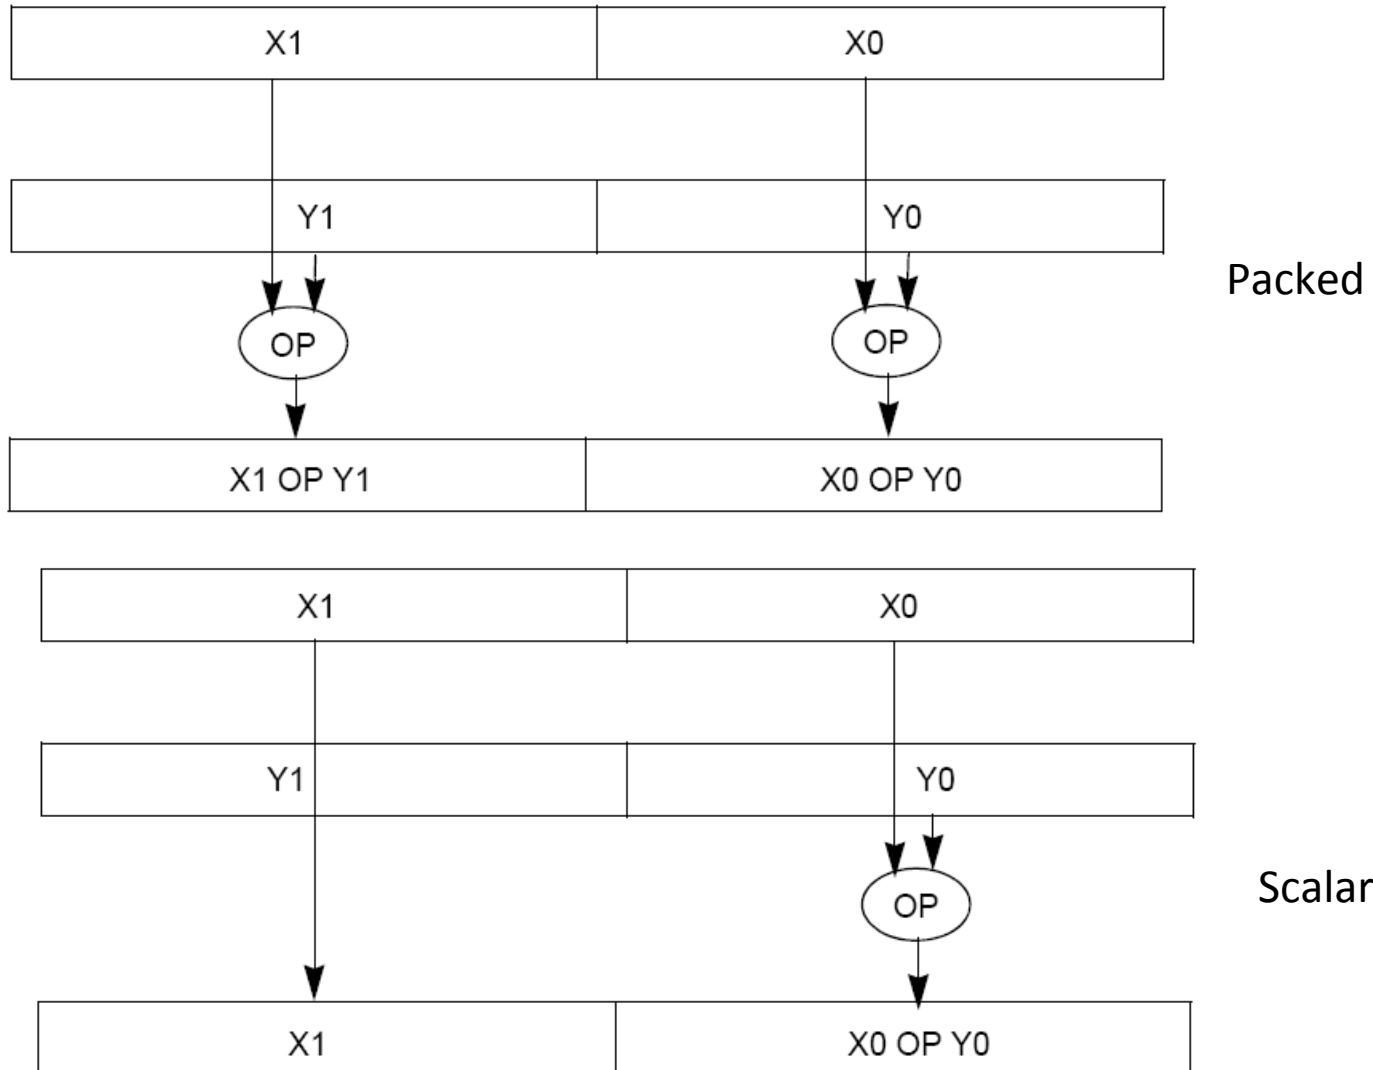 X1 X0
Y1 Y0
Packed
OP OP
X1 OP Y1 X0 OP Y0
X1 X0
Y1 Y0
Scalar
OP
X1 X0 OP Y0